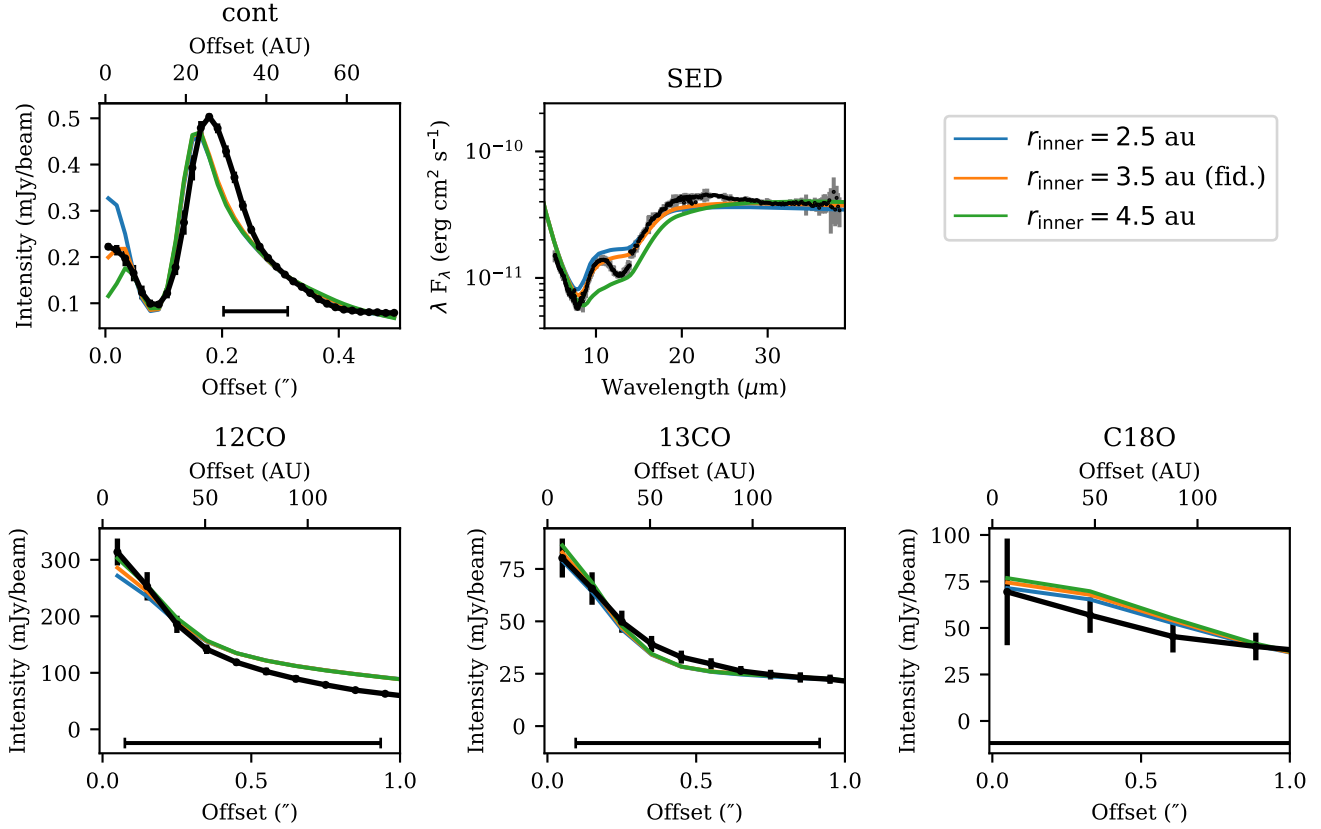 cont
Offset (AU)
0 20 40 60
Intensity (mJy/beam)
0.5
0.4
0.3
0.2
0.1
0.0 0.2 0.4
Offset (″)
SED
λ Fλ (erg cm² s⁻¹)
10⁻¹⁰
10⁻¹¹
10 20 30
Wavelength (μm)
r_inner = 2.5 au
r_inner = 3.5 au (fid.)
r_inner = 4.5 au
12CO
Offset (AU)
0 50 100
Intensity (mJy/beam)
300
200
100
0
0.0 0.5 1.0
Offset (″)
13CO
Offset (AU)
0 50 100
Intensity (mJy/beam)
75
50
25
0
0.0 0.5 1.0
Offset (″)
C18O
Offset (AU)
0 50 100
Intensity (mJy/beam)
100
75
50
25
0
0.0 0.5 1.0
Offset (″)